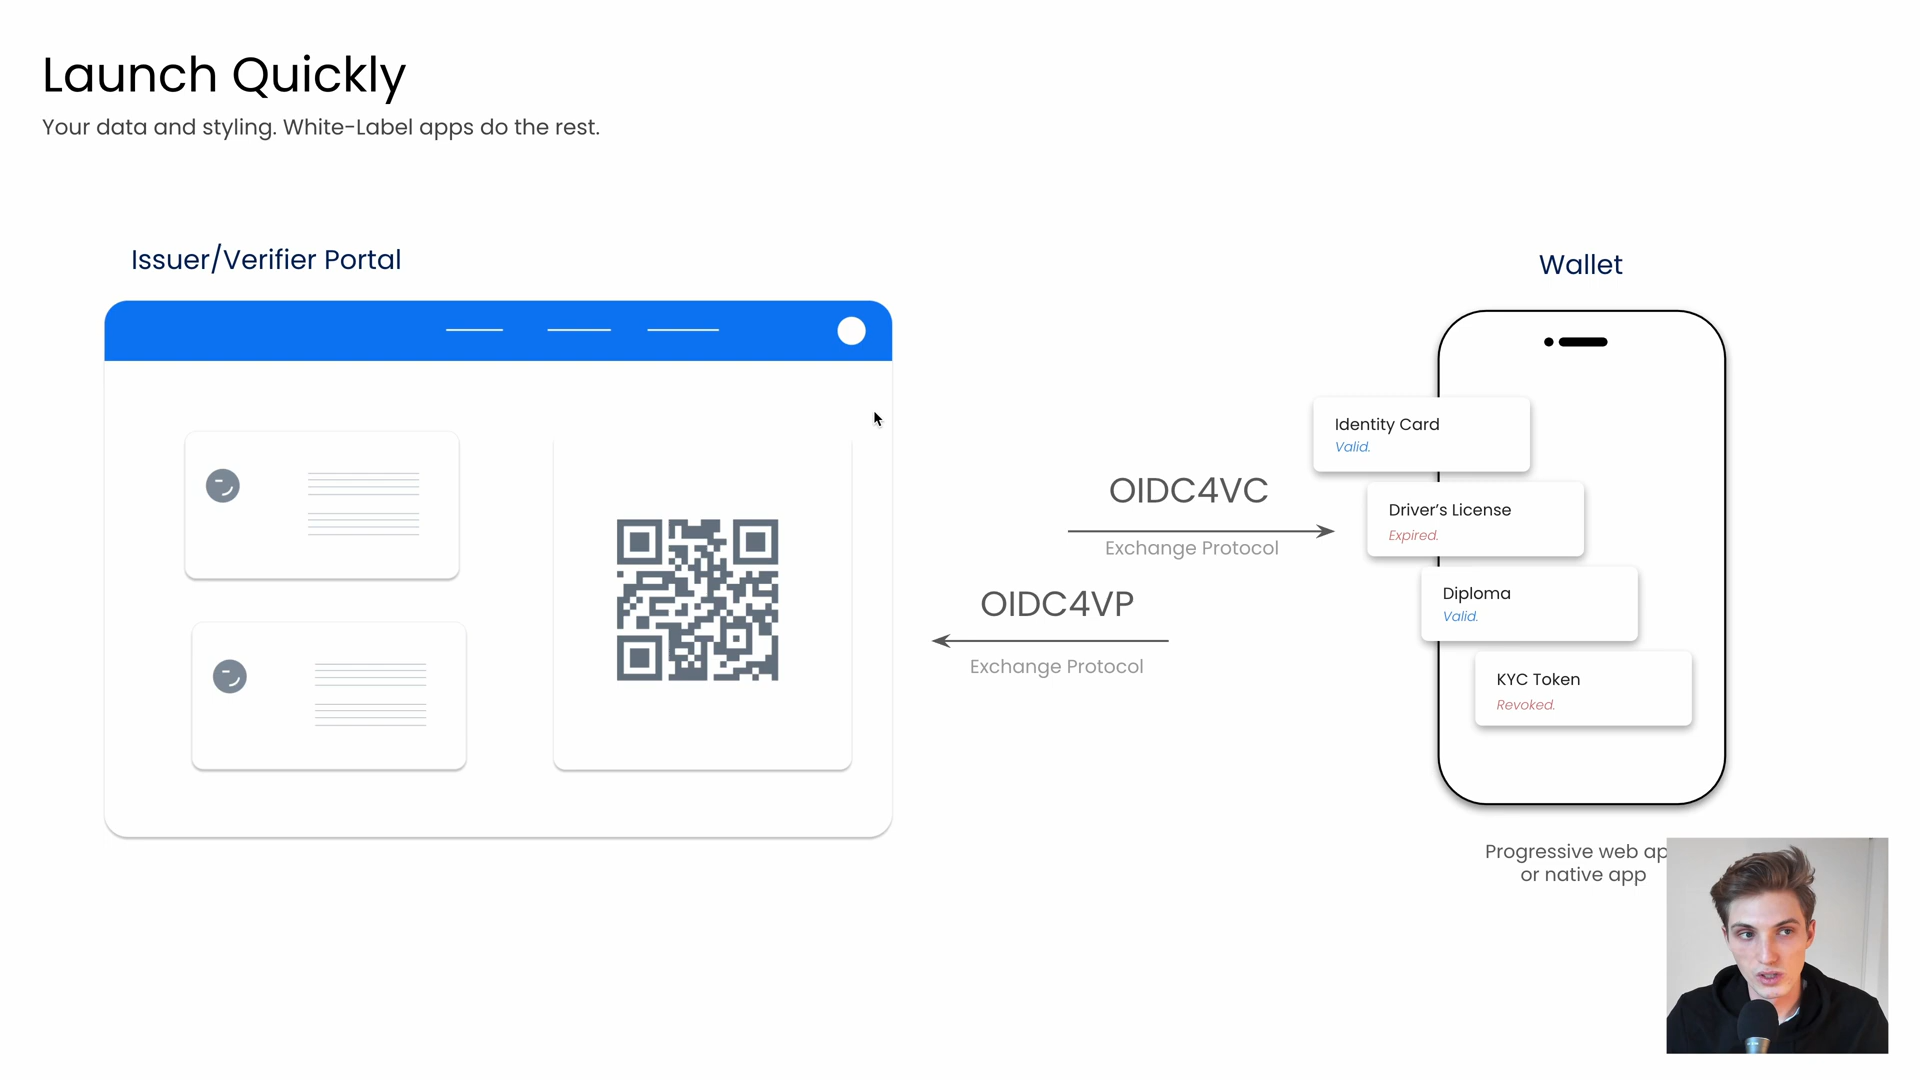 Launch Quickly
Your data and styling. White-Label apps do the rest.
Issuer/Verifier Portal
Wallet
Identity Card
Valid.
OIDC4VC
Exchange Protocol
Driver's License
Expired.
OIDC4VP
Exchange Protocol
Diploma
Valid.
KYC Token
Revoked.
Progressive web ap
or native app